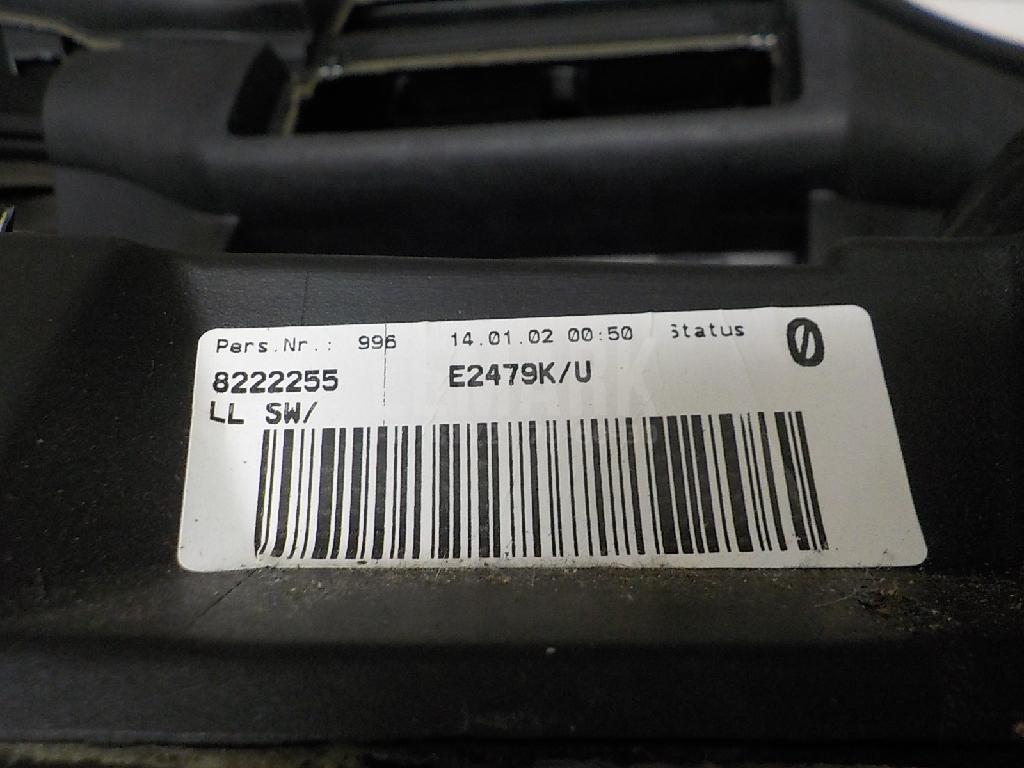 Pers.Nr.: 996 14.01.02 00:50 Status 0
8222255 E2479K/U
LL SW/